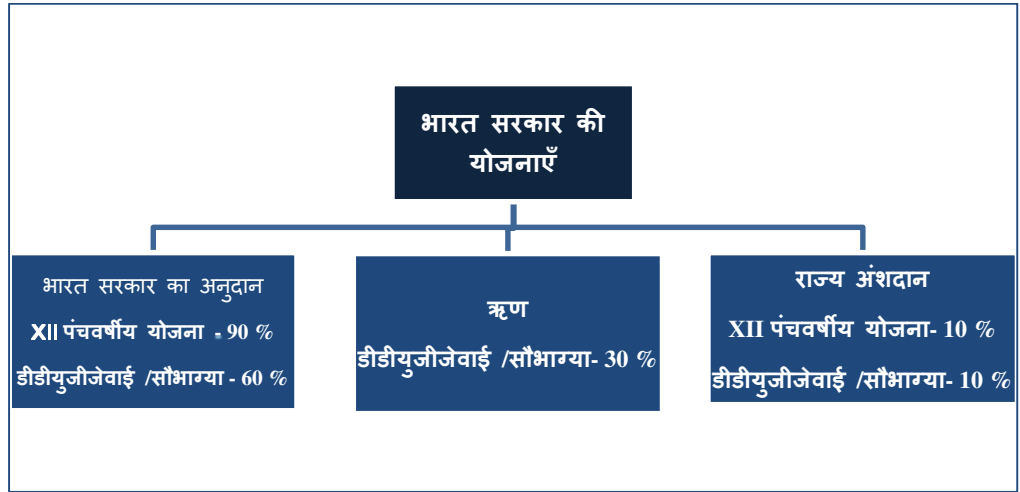 भारत सरकार की
योजनाएँ
भारत सरकार का अनुदान
XII पंचवर्षीय योजना - 90 %
डीडीयुजीजेवाई /सौभाग्या - 60 %
ऋण
डीडीयुजीजेवाई /सौभाग्या- 30 %
राज्य अंशदान
XII पंचवर्षीय योजना- 10 %
डीडीयुजीजेवाई /सौभाग्या- 10 %